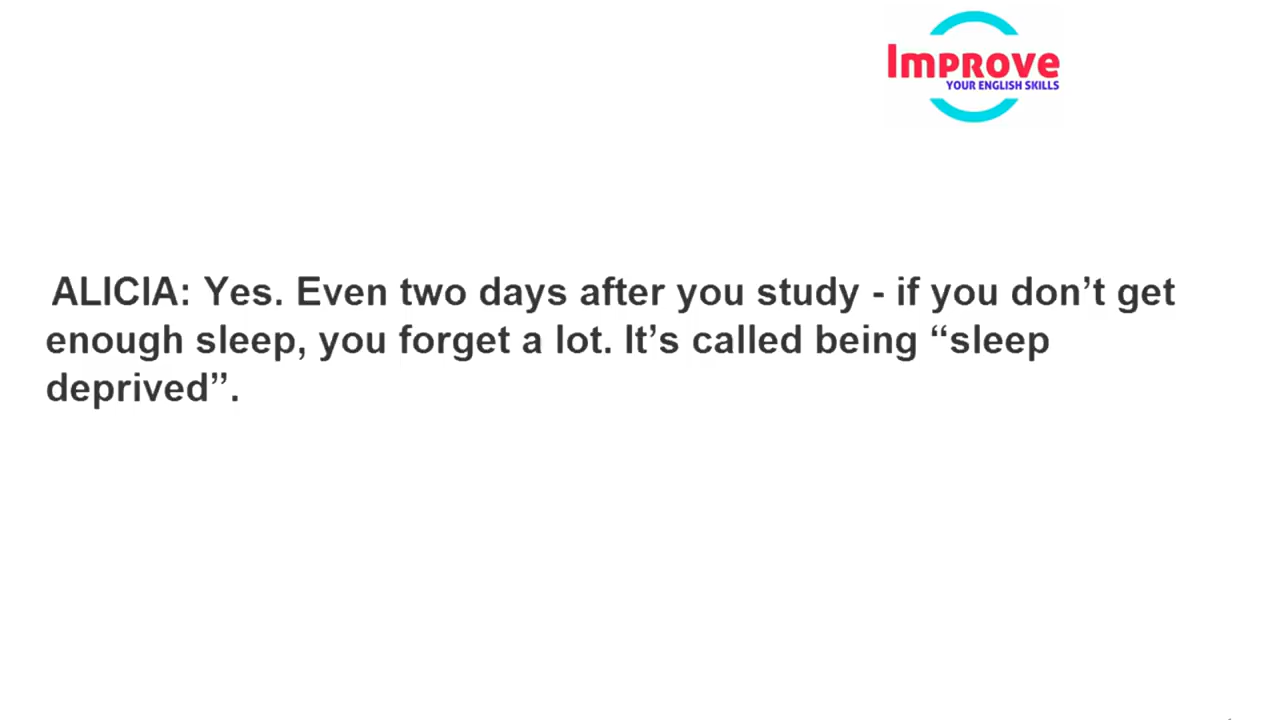 Improve
YOUR ENGLISH SKILLS
ALICIA: Yes. Even two days after you study - if you don’t get
enough sleep, you forget a lot. It’s called being “sleep
deprived”.